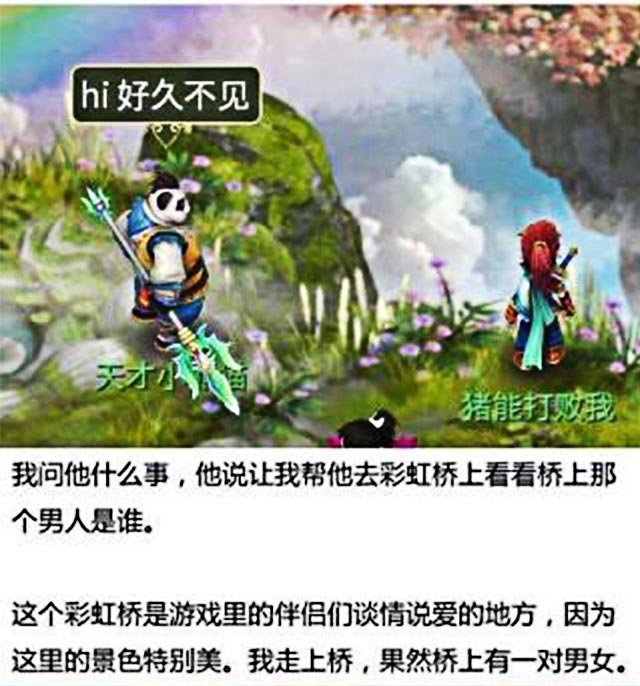 hi 好久不见
天才小熊猫
猪能打败我
我问他什么事，他说让我帮他去彩虹桥上看看桥上那
个男人是谁。
这个彩虹桥是游戏里的伴侣们谈情说爱的地方，因为
这里的景色特别美。我走上桥，果然桥上有一对男女。